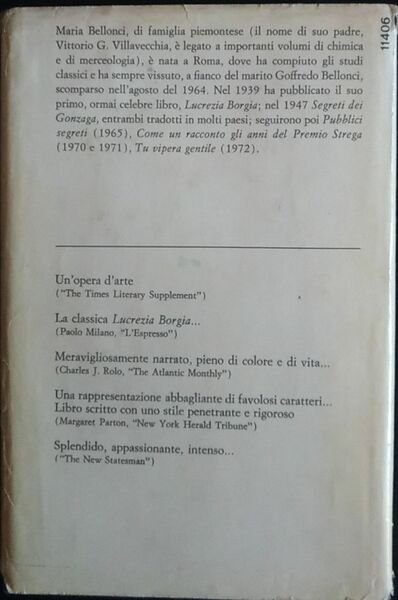 Maria Bellonci, di famiglia piemontese (il nome di suo padre,
Vittorio G. Villavecchia, è legato a importanti volumi di chimica
e di merceologia), è nata a Roma, dove ha compiuto gli studi
classici e ha sempre vissuto, a fianco del marito Goffredo Bellonci,
scomparso nell'agosto del 1964. Nel 1939 ha pubblicato il suo
primo, ormai celebre libro, Lucrezia Borgia; nel 1947 Segreti dei
Gonzaga, entrambi tradotti in molti paesi; seguirono poi Pubblici
segreti (1965), Come un racconto gli anni del Premio Strega
(1970 e 1971), Tu vipera gentile (1972).
11406
Un'opera d'arte
("The Times Literary Supplement")
La classica Lucrezia Borgia...
(Paolo Milano, "L'Espresso")
Meravigliosamente narrato, pieno di colore e di vita...
(Charles J. Rolo, "The Atlantic Monthly")
Una rappresentazione abbagliante di favolosi caratteri...
Libro scritto con uno stile penetrante e rigoroso
(Margaret Parton, "New York Herald Tribune")
Splendido, appassionante, intenso...
("The New Statesman")